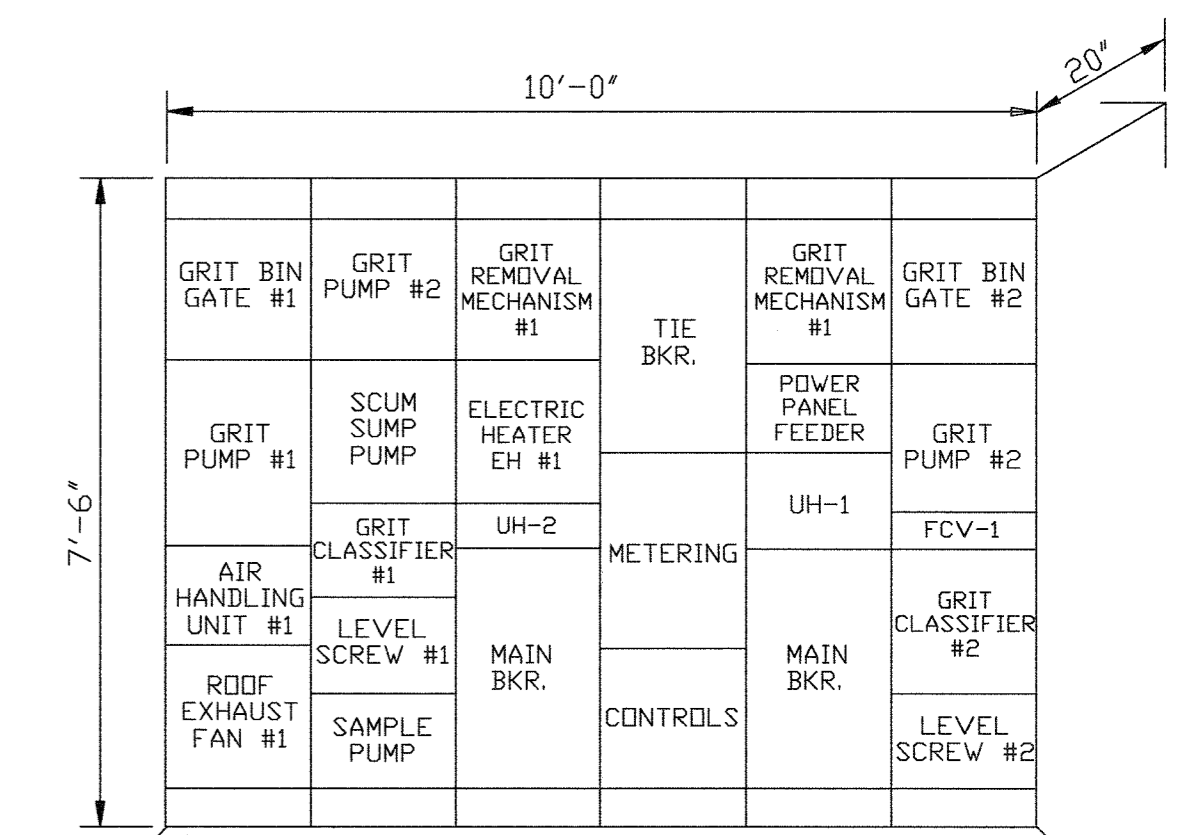 10'-0"
20"
7'-6"
GRIT BIN
GATE #1
GRIT
PUMP #1
AIR
HANDLING
UNIT #1
ROOF
EXHAUST
FAN #1
GRIT
PUMP #2
SCUM
SUMP
PUMP
GRIT
CLASSIFIER
#1
LEVEL
SCREW #1
SAMPLE
PUMP
GRIT
REMOVAL
MECHANISM
#1
ELECTRIC
HEATER
EH #1
UH-2
MAIN
BKR.
TIE
BKR.
METERING
CONTROLS
GRIT
REMOVAL
MECHANISM
#1
POWER
PANEL
FEEDER
UH-1
MAIN
BKR.
GRIT BIN
GATE #2
GRIT
PUMP #2
FCV-1
GRIT
CLASSIFIER
#2
LEVEL
SCREW #2